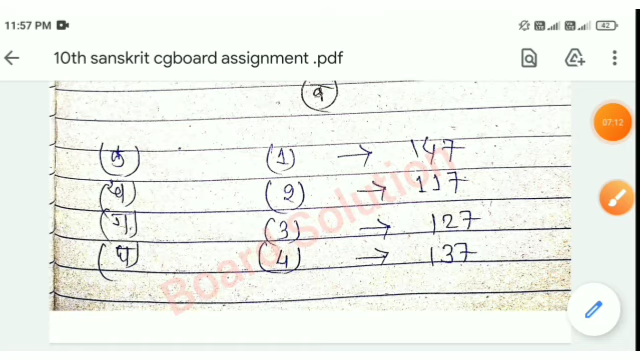 11:57 PM 42
10th sanskrit cgboard assignment .pdf
07:12
(क) (1) → 147
(ख) (2) → 117
(ग) (3) → 127
(घ) (4) → 137
Board Solution